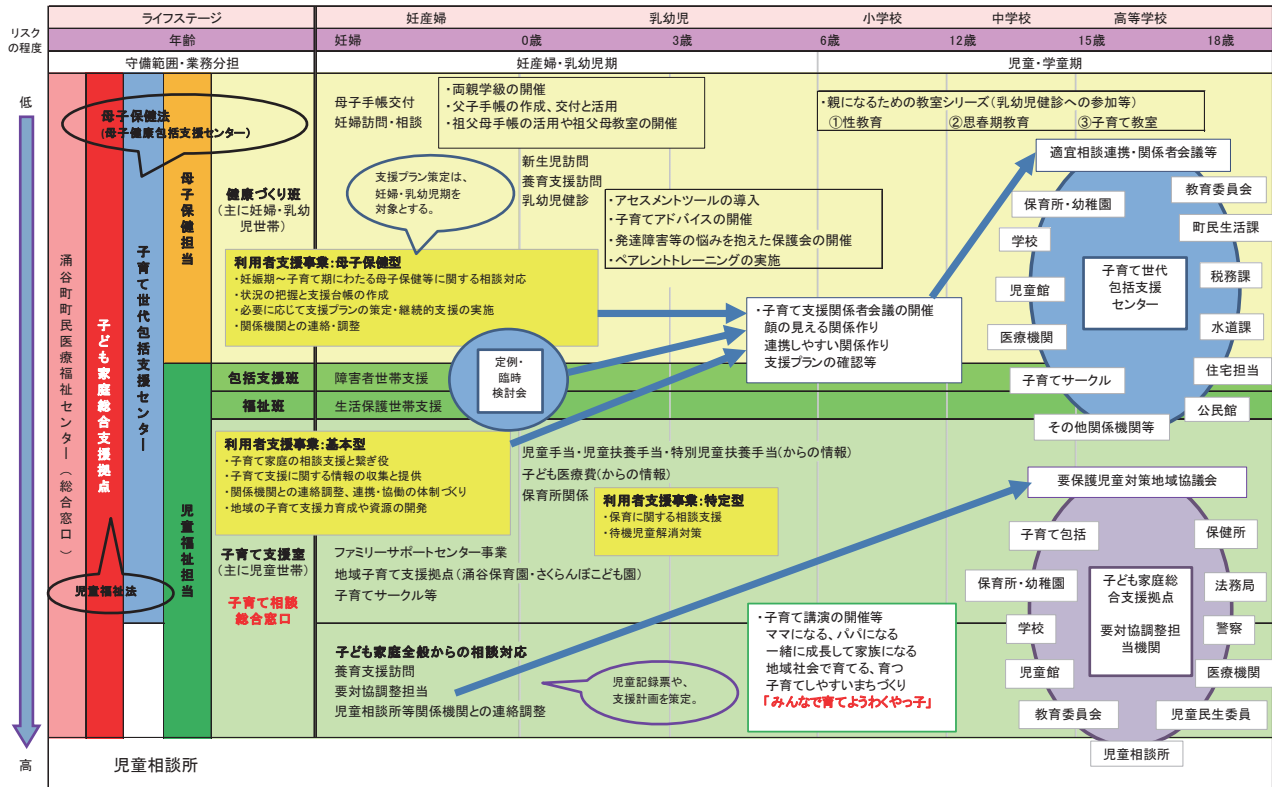 リスク
の程度
低
高
ライフステージ
妊産婦
乳幼児
小学校
中学校
高等学校
年齢
妊婦
0歳
3歳
6歳
12歳
15歳
18歳
守備範囲・業務分担
妊産婦・乳幼児期
児童・学童期
涌谷町町民医療福祉センター(総合窓口)
子ども家庭総合支援拠点
子育て世代包括支援センター
母子保健担当
児童福祉担当
母子保健法
(母子健康包括支援センター)
児童福祉法
健康づくり班
(主に妊婦・乳幼
児世帯)
母子手帳交付
妊婦訪問・相談
・両親学級の開催
・父子手帳の作成、交付と活用
・祖父母手帳の活用や祖父母教室の開催
・親になるための教室シリーズ(乳幼児健診への参加等)
①性教育
②思春期教育
③子育て教室
新生児訪問
養育支援訪問
乳幼児健診
支援プラン策定は、
妊婦・乳幼児期を
対象とする。
・アセスメントツールの導入
・子育てアドバイスの開催
・発達障害等の悩みを抱えた保護会の開催
・ペアレントトレーニングの実施
利用者支援事業:母子保健型
・妊娠期～子育て期にわたる母子保健等に関する相談対応
・状況の把握と支援台帳の作成
・必要に応じて支援プランの策定・継続的支援の実施
・関係機関との連絡・調整
・子育て支援関係者会議の開催
顔の見える関係作り
連携しやすい関係作り
支援プランの確認等
適宜相談連携・関係者会議等
保育所・幼稚園
学校
児童館
医療機関
子育てサークル
その他関係機関等
子育て世代
包括支援
センター
教育委員会
町民生活課
税務課
水道課
住宅担当
公民館
包括支援班
障害者世帯支援
福祉班
生活保護世帯支援
定例・
臨時
検討会
利用者支援事業:基本型
・子育て家庭の相談支援と繋ぎ役
・子育て支援に関する情報の収集と提供
・関係機関との連絡調整、連携・協働の体制づくり
・地域の子育て支援力育成や資源の開発
児童手当・児童扶養手当・特別児童扶養手当(からの情報)
子ども医療費(からの情報)
保育所関係
利用者支援事業:特定型
・保育に関する相談支援
・待機児童解消対策
子育て支援室
(主に児童世帯)
子育て相談
総合窓口
ファミリーサポートセンター事業
地域子育て支援拠点(涌谷保育園・さくらんぼこども園)
子育てサークル等
子ども家庭全般からの相談対応
養育支援訪問
要対協調整担当
児童相談所等関係機関との連絡調整
児童記録票や、
支援計画を策定。
・子育て講演の開催等
ママになる、パパになる
一緒に成長して家族になる
地域社会で育てる、育つ
子育てしやすいまちづくり
「みんなで育てようわくやっ子」
要保護児童対策地域協議会
子育て包括
保育所・幼稚園
学校
児童館
教育委員会
児童相談所
子ども家庭総
合支援拠点
要対協調整担
当機関
保健所
法務局
警察
医療機関
児童民生委員
児童相談所